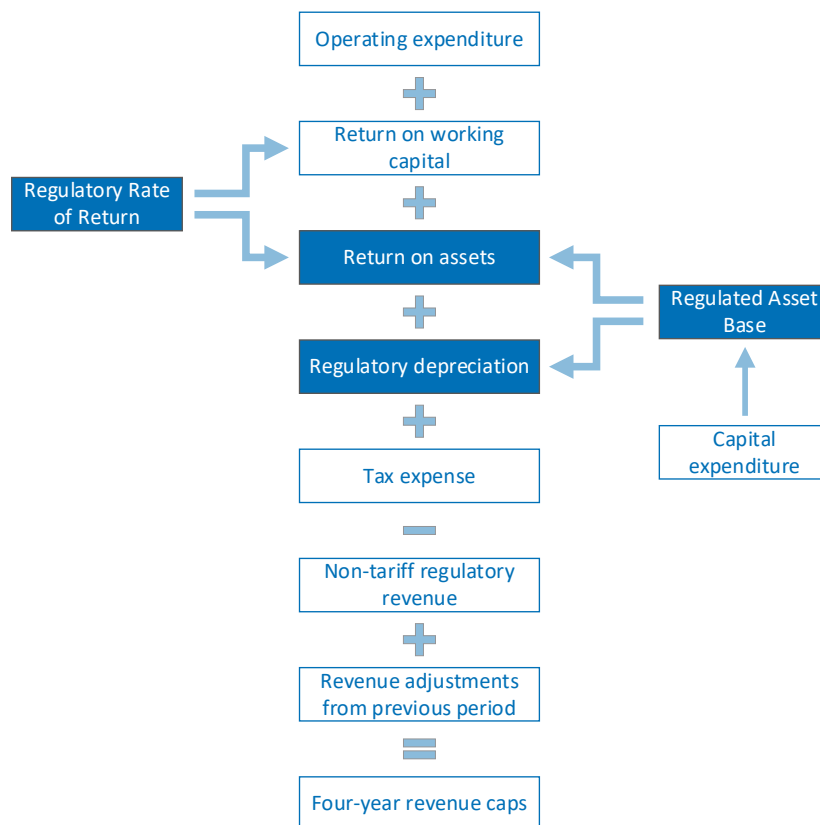 Operating expenditure
+
Return on working
capital
Regulatory Rate
of Return
+
Return on assets
Regulated Asset
Base
+
Regulatory depreciation
+
Capital
expenditure
Tax expense
−
Non-tariff regulatory
revenue
+
Revenue adjustments
from previous period
=
Four-year revenue caps